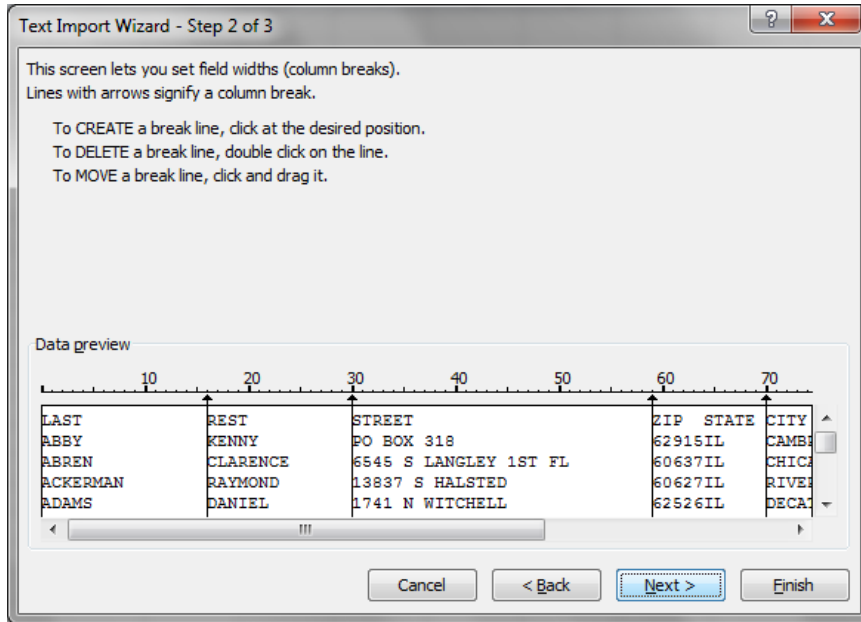 Text Import Wizard - Step 2 of 3
This screen lets you set field widths (column breaks).
Lines with arrows signify a column break.
To CREATE a break line, click at the desired position.
To DELETE a break line, double click on the line.
To MOVE a break line, click and drag it.
Data preview
10 20 30 40 50 60 70
LAST REST STREET ZIP STATE CITY
ABBY KENNY PO BOX 318 62915IL CAMB
ABREN CLARENCE 6545 S LANGLEY 1ST FL 60637IL CHICA
ACKERMAN RAYMOND 13837 S HALSTED 60627IL RIVE
ADAMS DANIEL 1741 N WITCHELL 62526IL DECAT
Cancel < Back Next > Finish